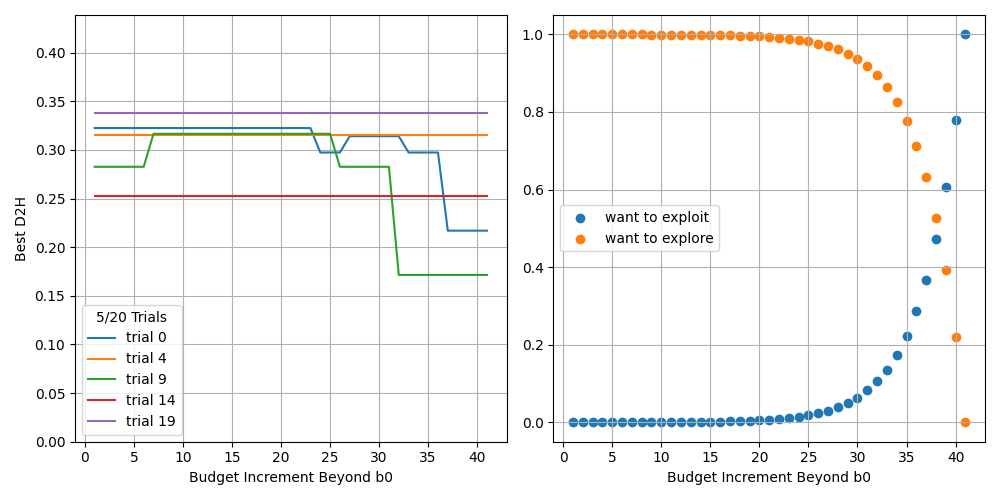 Best D2H
0.40
0.35
0.30
0.25
0.20
0.15
0.10
0.05
0.00
5/20 Trials
trial 0
trial 4
trial 9
trial 14
trial 19
0 5 10 15 20 25 30 35 40
Budget Increment Beyond b0
1.0
0.8
0.6
0.4
0.2
0.0
want to exploit
want to explore
0 5 10 15 20 25 30 35 40
Budget Increment Beyond b0